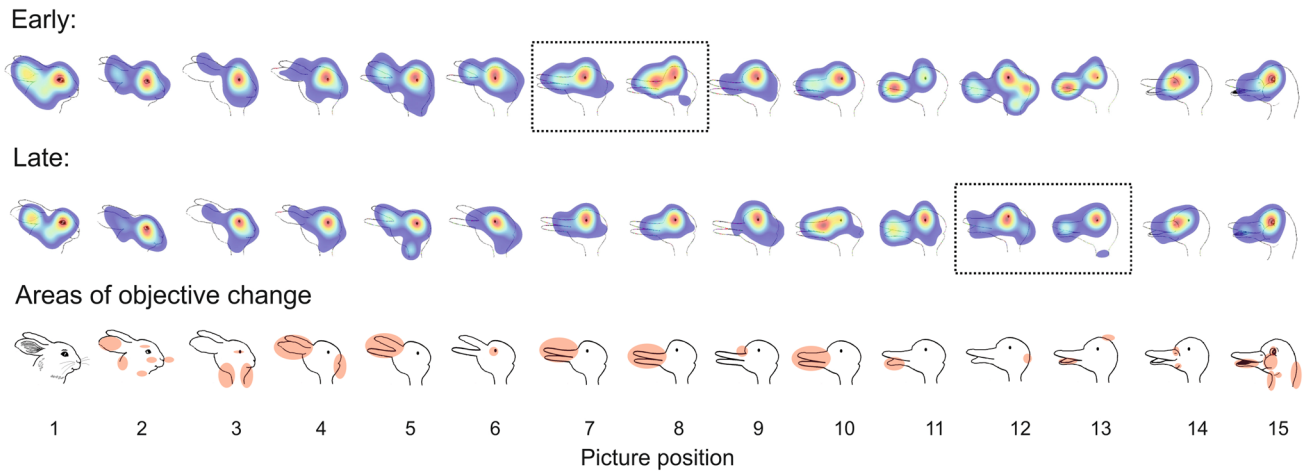 Early:
Late:
Areas of objective change
1 2 3 4 5 6 7 8 9 10 11 12 13 14 15
Picture position